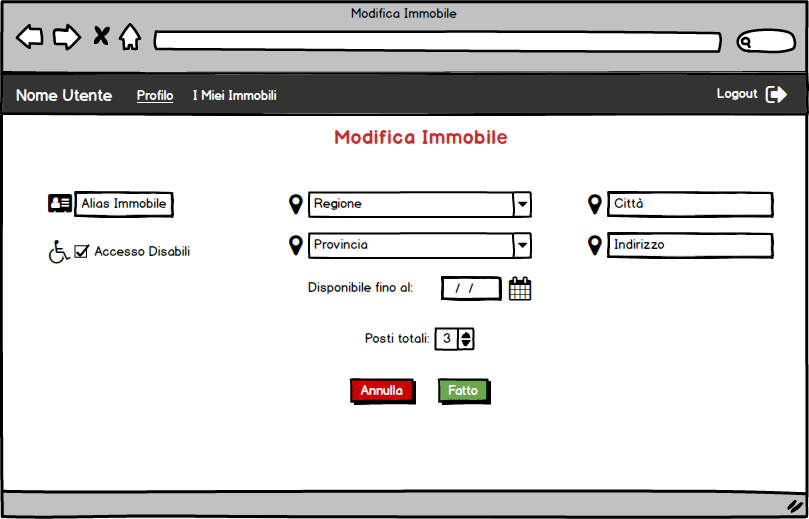 Modifica Immobile
Nome Utente Profilo I Miei Immobili Logout
Modifica Immobile
Alias Immobile Regione Città
Accesso Disabili Provincia Indirizzo
Disponibile fino al: / /
Posti totali: 3
Annulla Fatto